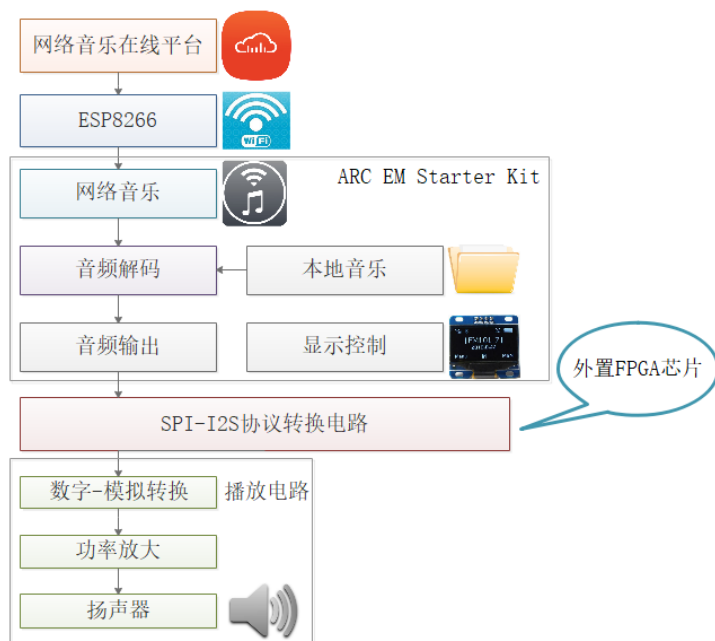 网络音乐在线平台
ESP8266
WiFi
ARC EM Starter Kit
网络音乐
音频解码
本地音乐
音频输出
显示控制
外置FPGA芯片
SPI-I2S协议转换电路
数字-模拟转换
播放电路
功率放大
扬声器